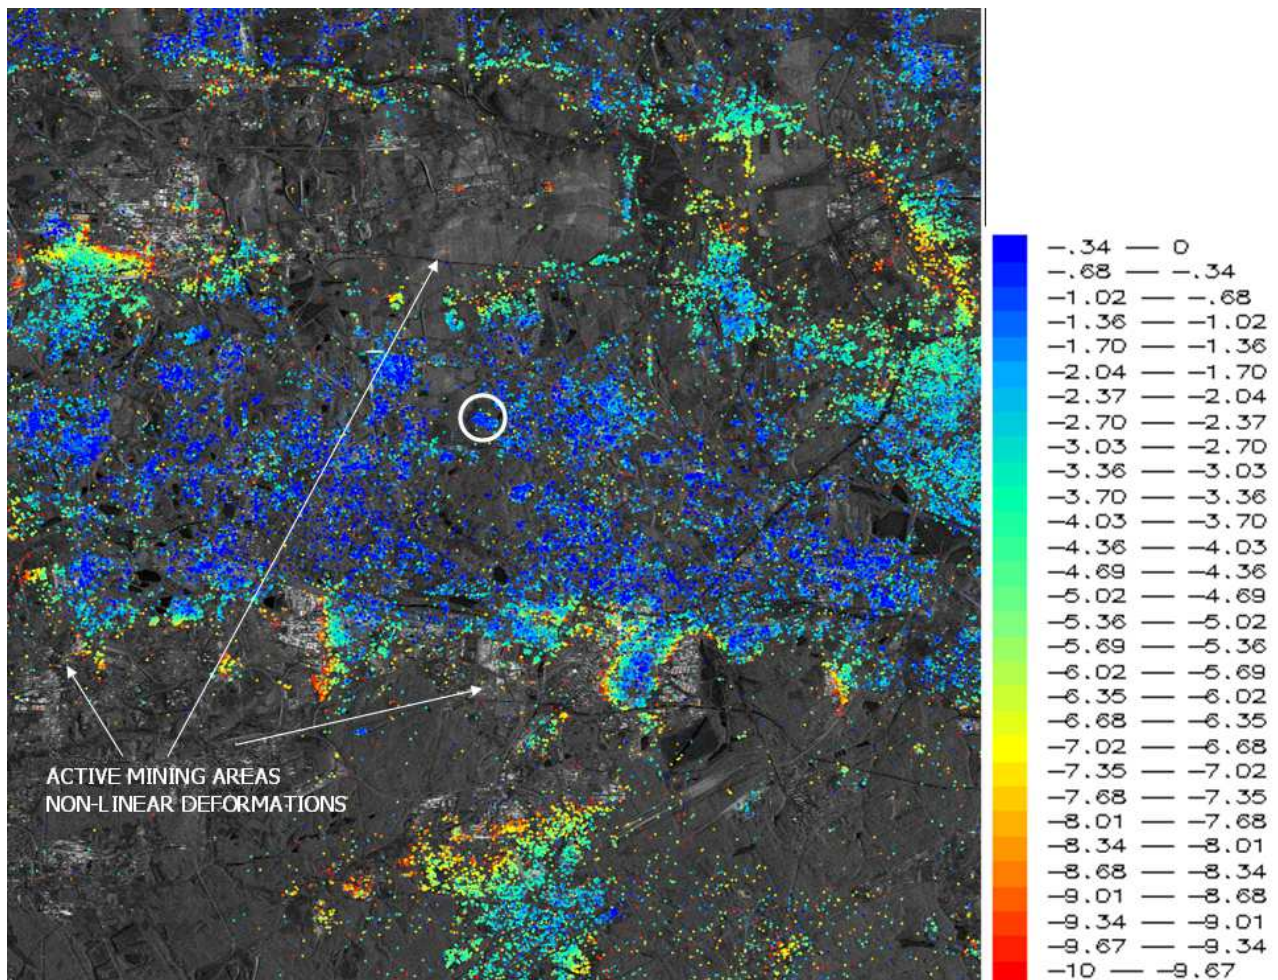 -.34 — 0
-.68 — -.34
-1.02 — -.68
-1.36 — -1.02
-1.70 — -1.36
-2.04 — -1.70
-2.37 — -2.04
-2.70 — -2.37
-3.03 — -2.70
-3.36 — -3.03
-3.70 — -3.36
-4.03 — -3.70
-4.36 — -4.03
-4.69 — -4.36
-5.02 — -4.69
-5.36 — -5.02
-5.69 — -5.36
-6.02 — -5.69
-6.35 — -6.02
-6.68 — -6.35
-7.02 — -6.68
-7.35 — -7.02
-7.68 — -7.35
-8.01 — -7.68
-8.34 — -8.01
-8.68 — -8.34
-9.01 — -8.68
-9.34 — -9.01
-9.67 — -9.34
-10 — -9.67
ACTIVE MINING AREAS
NON-LINEAR DEFORMATIONS